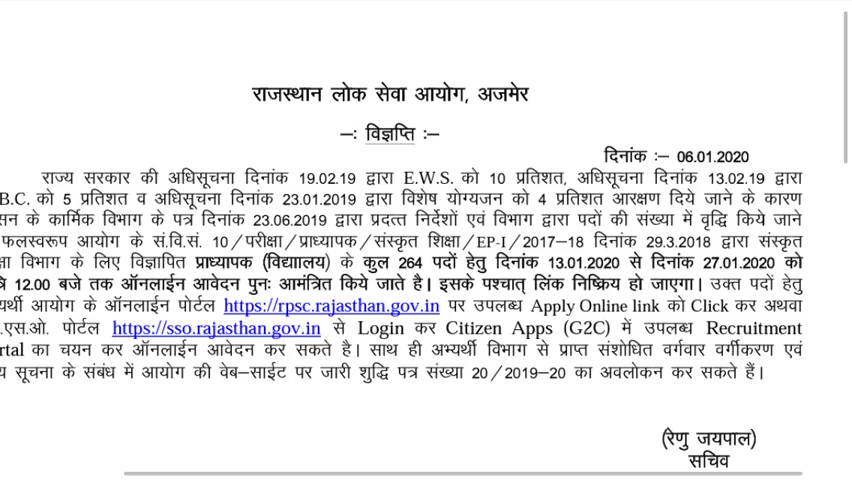 राजस्थान लोक सेवा आयोग, अजमेर
–: विज्ञप्ति :–
दिनांक :– 06.01.2020
राज्य सरकार की अधिसूचना दिनांक 19.02.19 द्वारा E.W.S. को 10 प्रतिशत, अधिसूचना दिनांक 13.02.19 द्वारा
B.C. को 5 प्रतिशत व अधिसूचना दिनांक 23.01.2019 द्वारा विशेष योग्यजन को 4 प्रतिशत आरक्षण दिये जाने के कारण
के कार्मिक विभाग के पत्र दिनांक 23.06.2019 द्वारा प्रदत्त निर्देशों एवं विभाग द्वारा पदों की संख्या में वृद्धि किये जाने
फलस्वरूप आयोग के सं.वि.सं. 10/परीक्षा/प्राध्यापक/संस्कृत शिक्षा/EP-I/2017–18 दिनांक 29.3.2018 द्वारा संस्कृत
विभाग के लिए विज्ञापित प्राध्यापक (विद्यालय) के कुल 264 पदों हेतु दिनांक 13.01.2020 से दिनांक 27.01.2020 को
12.00 बजे तक ऑनलाईन आवेदन पुनः आमंत्रित किये जाते है। इसके पश्चात् लिंक निष्क्रिय हो जाएगा। उक्त पदों हेतु
आयोग के ऑनलाईन पोर्टल https://rpsc.rajasthan.gov.in पर उपलब्ध Apply Online link को Click कर अथवा
.एस.ओ. पोर्टल https://sso.rajasthan.gov.in से Login कर Citizen Apps (G2C) में उपलब्ध Recruitment
का चयन कर ऑनलाईन आवेदन कर सकते है। साथ ही अभ्यर्थी विभाग से प्राप्त संशोधित वर्गवार वर्गीकरण एवं
सूचना के संबंध में आयोग की वेब–साईट पर जारी शुद्धि पत्र संख्या 20/2019–20 का अवलोकन कर सकते हैं।
(रेणु जयपाल)
सचिव